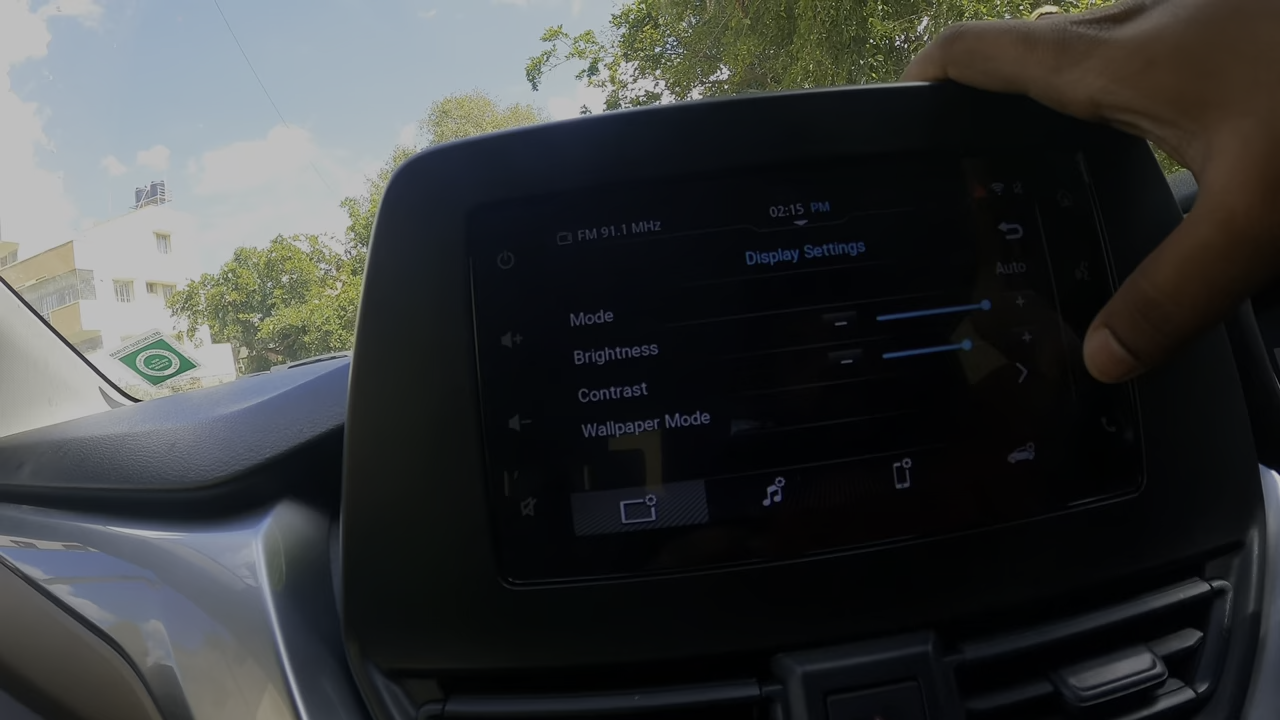 FM 91.1 MHz
02:15 PM
Display Settings
Mode
Auto
Brightness
Contrast
Wallpaper Mode